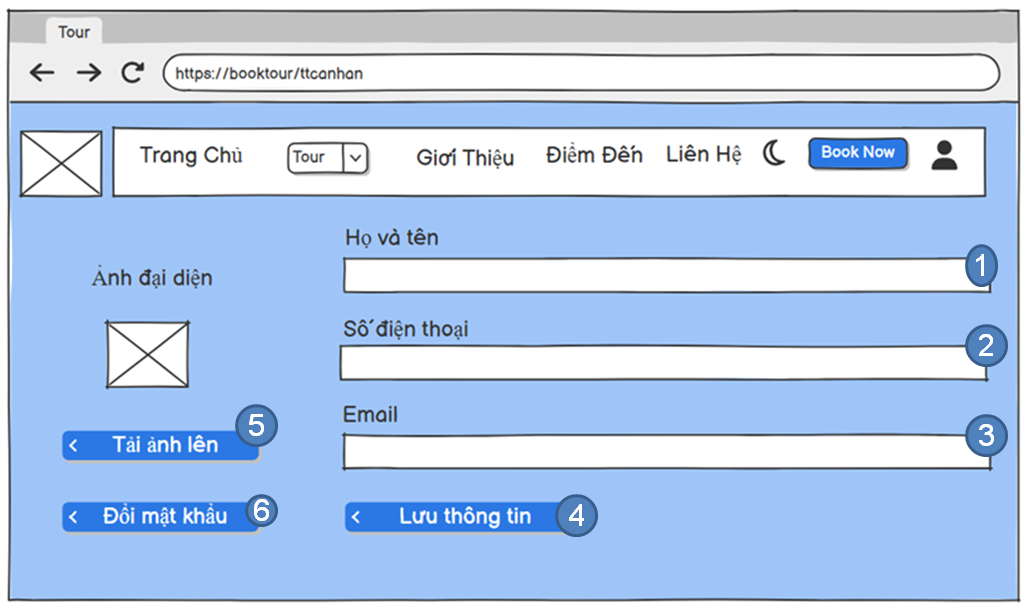 Tour
https://booktour/ttcanhan
Trang Chủ
Tour
Giới Thiệu
Điểm Đến
Liên Hệ
Book Now
Họ và tên
1
Ảnh đại diện
Số điện thoại
2
Email
3
Tải ảnh lên
5
Đổi mật khẩu
6
Lưu thông tin
4